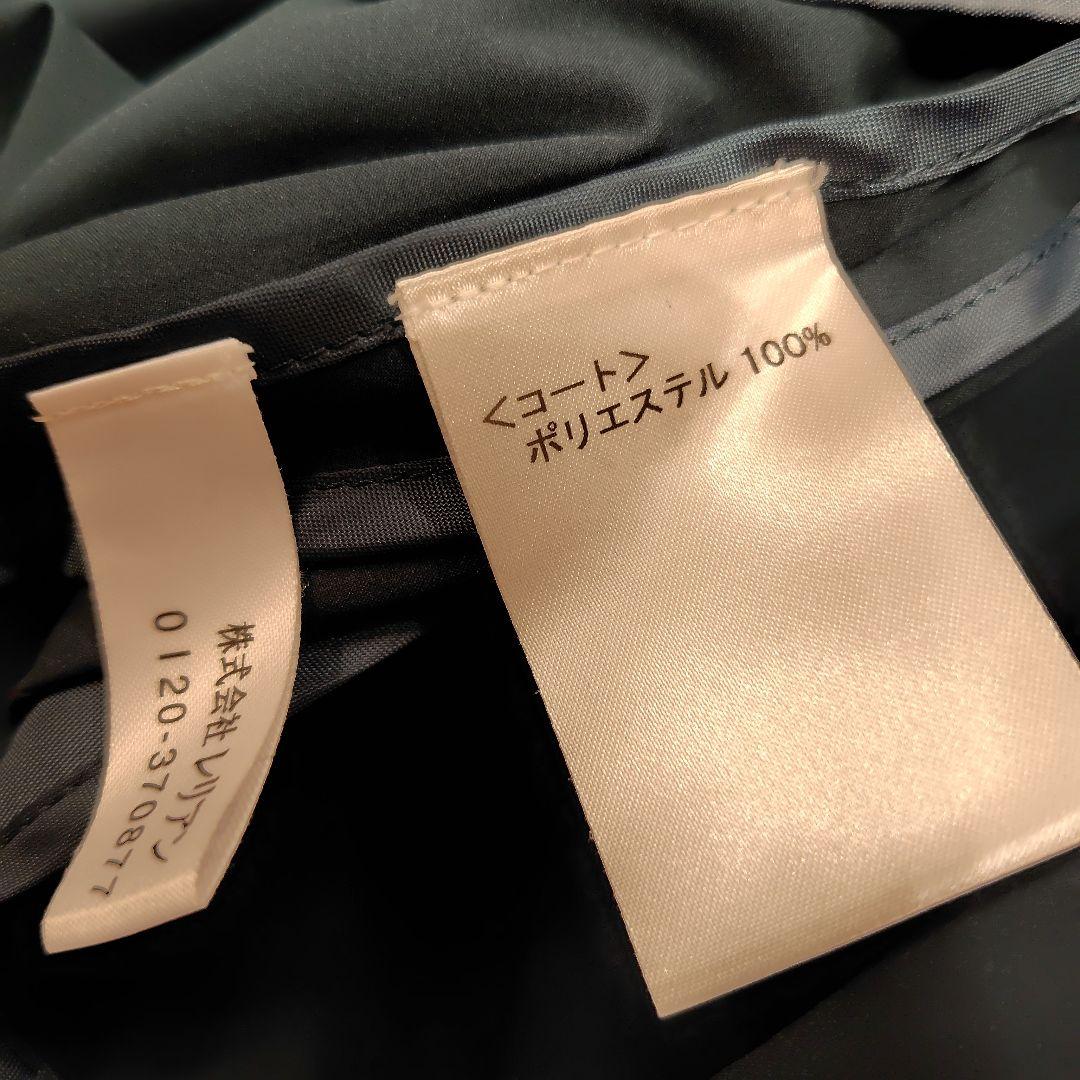 <コート>
ポリエステル 100%
株式会社 レリアン
0120-370877